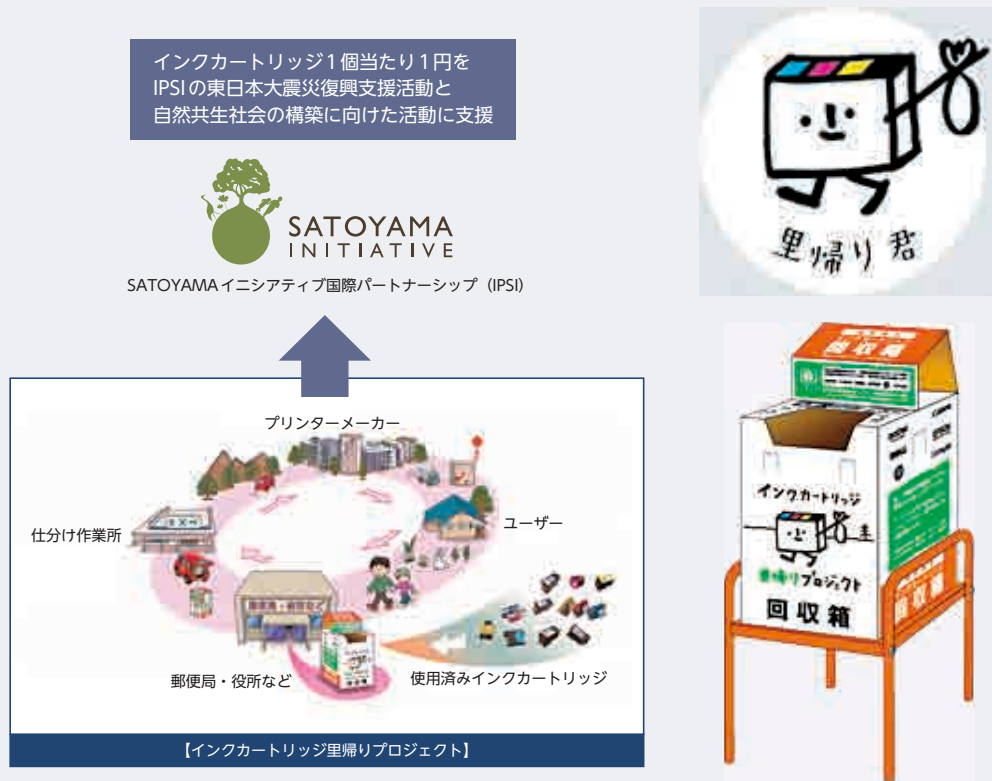 インクカートリッジ1個当たり1円を
IPSIの東日本大震災復興支援活動と
自然共生社会の構築に向けた活動に支援
SATOYAMA
INITIATIVE
SATOYAMAイニシアティブ国際パートナーシップ（IPSI）
プリンターメーカー
仕分け作業所
ユーザー
郵便局・役所など
郵便局・役所など
使用済みインクカートリッジ
【インクカートリッジ里帰りプロジェクト】
里帰り君
回収箱
インクカートリッジ
里帰りプロジェクト
回収箱
回収箱